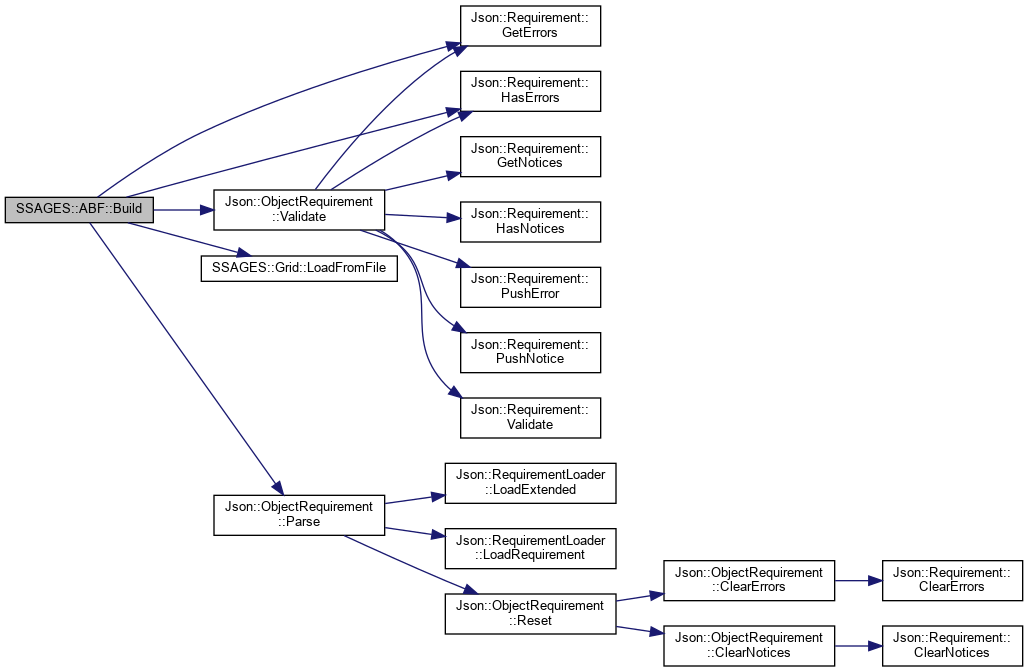 Json::Requirement::
GetErrors
Json::Requirement::
HasErrors
Json::Requirement::
GetNotices
SSAGES::ABF::Build
Json::ObjectRequirement
::Validate
Json::Requirement::
HasNotices
SSAGES::Grid::LoadFromFile
Json::Requirement::
PushError
Json::Requirement::
PushNotice
Json::Requirement::
Validate
Json::RequirementLoader
::LoadExtended
Json::ObjectRequirement
::Parse
Json::RequirementLoader
::LoadRequirement
Json::ObjectRequirement
::Reset
Json::ObjectRequirement
::ClearErrors
Json::Requirement::
ClearErrors
Json::ObjectRequirement
::ClearNotices
Json::Requirement::
ClearNotices